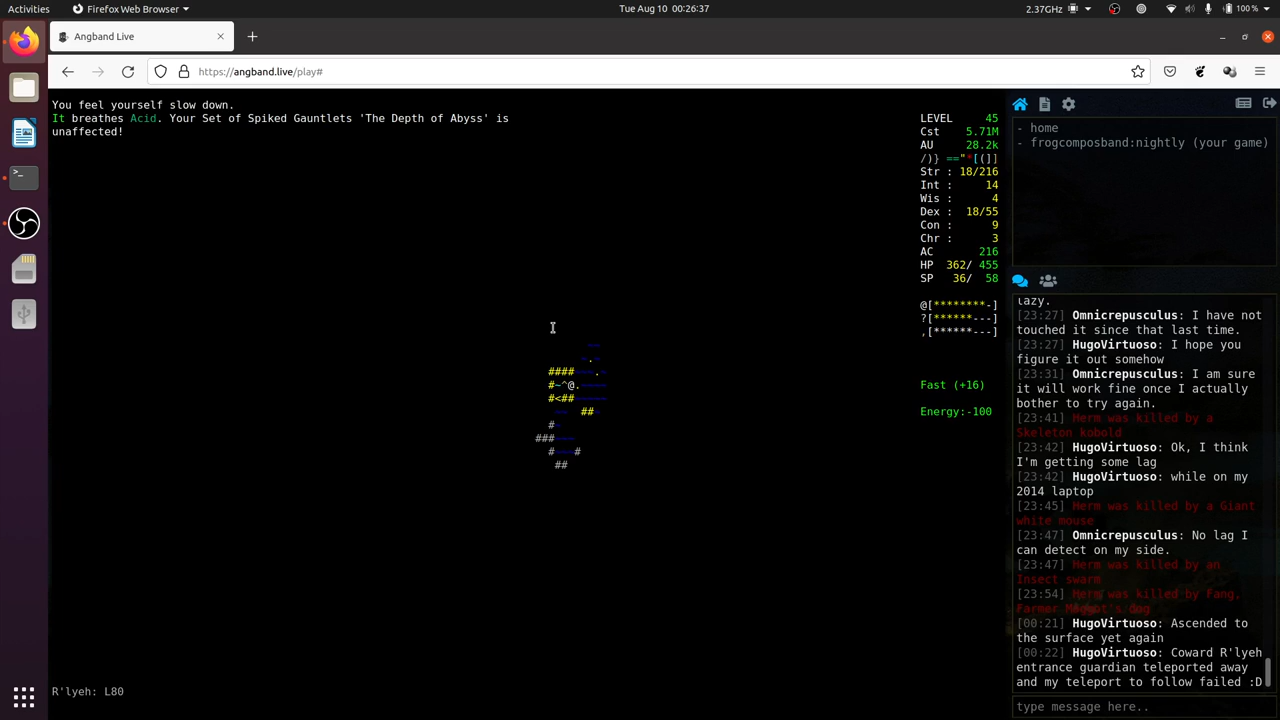 Activities
Firefox Web Browser
Tue Aug 10 00:26:37
2.37GHz
100 %
Angband Live
https://angband.live/play#
You feel yourself slow down.
It breathes Acid. Your Set of Spiked Gauntlets 'The Depth of Abyss' is
unaffected!
LEVEL 45
Cst 5.71M
AU 28.2k
/)} =="*[(]]
Str : 18/216
Int : 14
Wis : 4
Dex : 18/55
Con : 9
Chr : 3
AC 216
HP 362/ 455
SP 36/ 58
@[********-]
?[******---]
,[******---]
Fast (+16)
Energy:-100
.
#### .
#~^@.
#<##
##
#
###
# #
##
R'lyeh: L80
- home
- frogcomposband:nightly (your game)
lazy.
[23:27] Omnicrepusculus: I have not
touched it since that last time.
[23:27] HugoVirtuoso: I hope you
figure it out somehow
[23:31] Omnicrepusculus: I am sure
it will work fine once I actually
bother to try again.
[23:41] Herm was killed by a
Skeleton kobold
[23:42] HugoVirtuoso: Ok, I think
I'm getting some lag
[23:42] HugoVirtuoso: while on my
2014 laptop
[23:45] Herm was killed by a Giant
white mouse
[23:47] Omnicrepusculus: No lag I
can detect on my side.
[23:47] Herm was killed by an
Insect swarm
[23:54] Herm was killed by Fang,
Farmer Maggot's dog
[00:21] HugoVirtuoso: Ascended to
the surface yet again
[00:22] HugoVirtuoso: Coward R'lyeh
entrance guardian teleported away
and my teleport to follow failed :D
type message here..